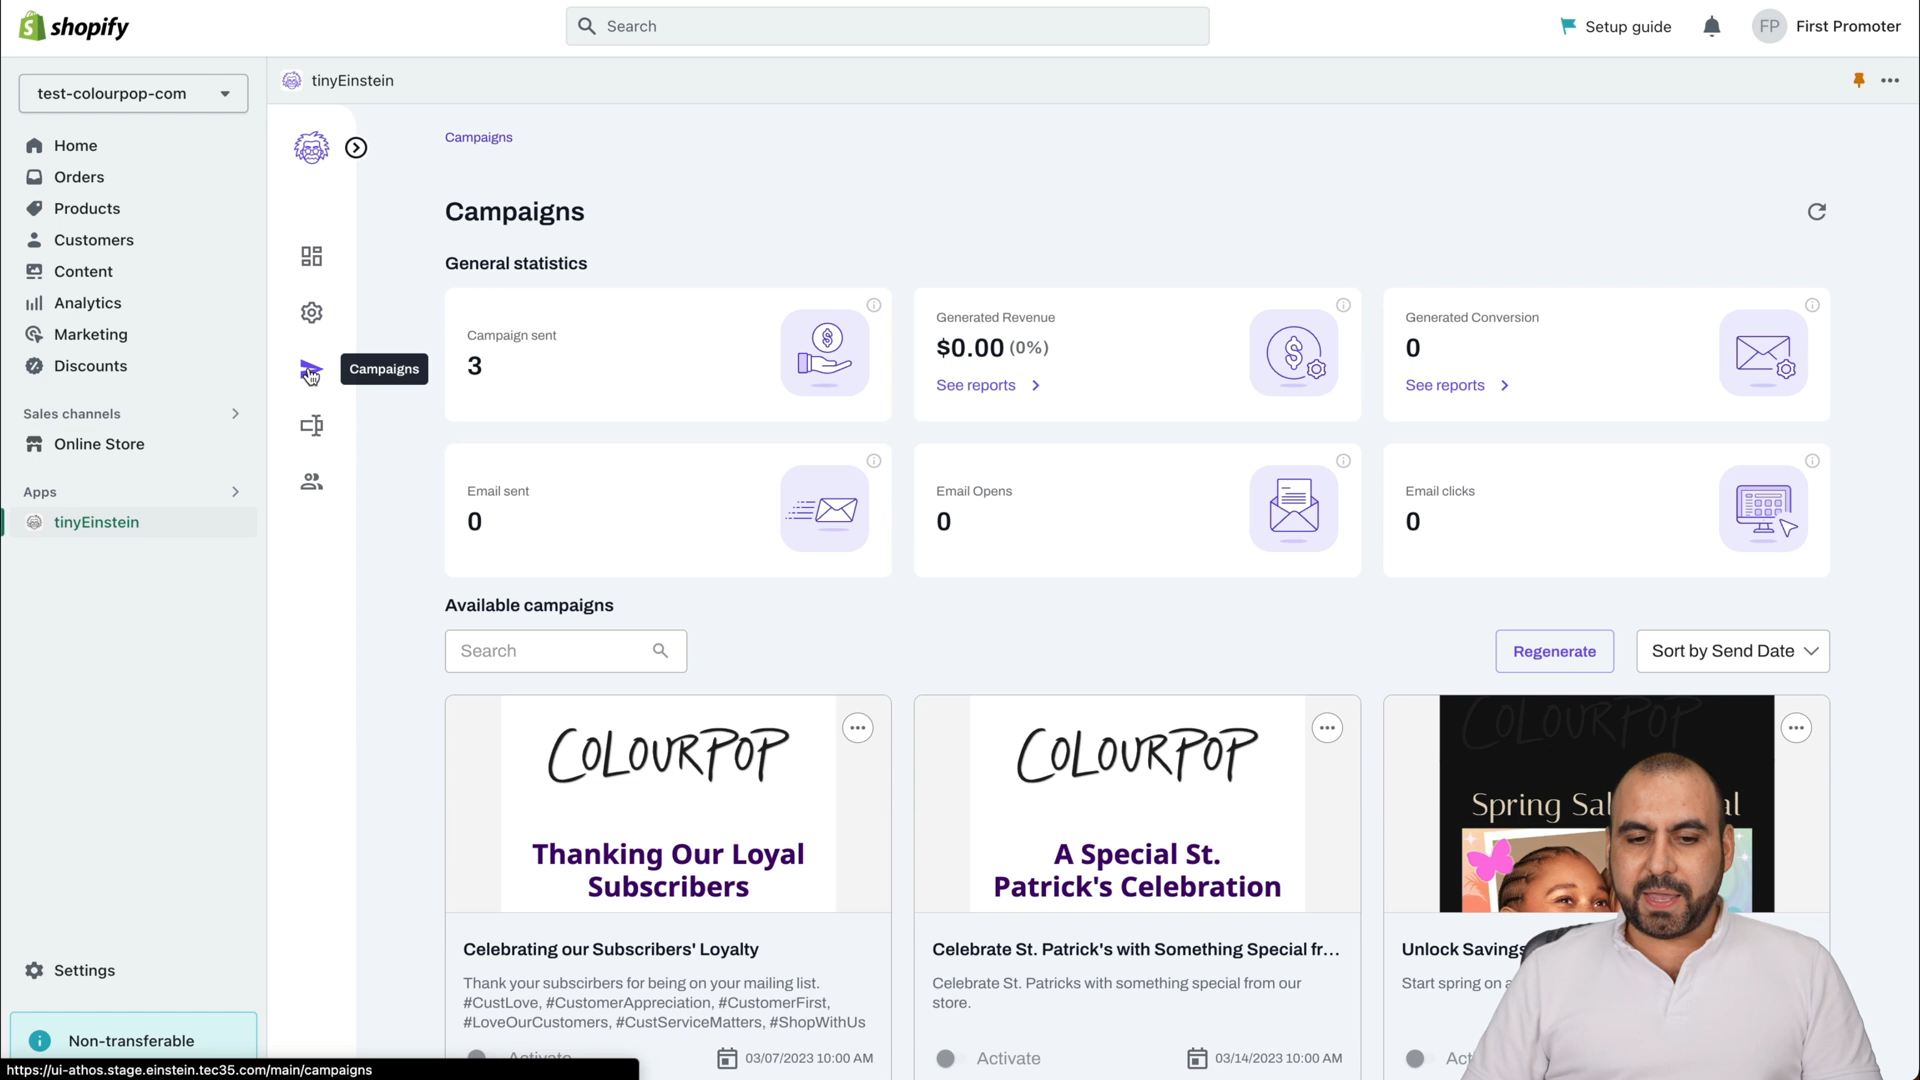 shopify
Search
Setup guide
FP
First Promoter
test-colourpop-com
tinyEinstein
Home
Orders
Products
Customers
Content
Analytics
Marketing
Discounts
Sales channels
Online Store
Apps
tinyEinstein
Settings
Non-transferable
https://ui-athos.stage.einstein.tec35.com/main/campaigns
Campaigns
Campaigns
Campaigns
General statistics
Campaign sent
3
Generated Revenue
$0.00 (0%)
See reports
Generated Conversion
0
See reports
Email sent
0
Email Opens
0
Email clicks
0
Available campaigns
Search
Regenerate
Sort by Send Date
COLOURPOP
Thanking Our Loyal
Subscribers
Celebrating our Subscribers' Loyalty
Thank your subscirbers for being on your mailing list.
#CustLove, #CustomerAppreciation, #CustomerFirst,
#LoveOurCustomers, #CustServiceMatters, #ShopWithUs
Activate
03/07/2023 10:00 AM
COLOURPOP
A Special St.
Patrick's Celebration
Celebrate St. Patrick's with Something Special fr...
Celebrate St. Patricks with something special from our
store.
Activate
03/14/2023 10:00 AM
COLOURPOP
Spring
Unlock Savings
Start spring on